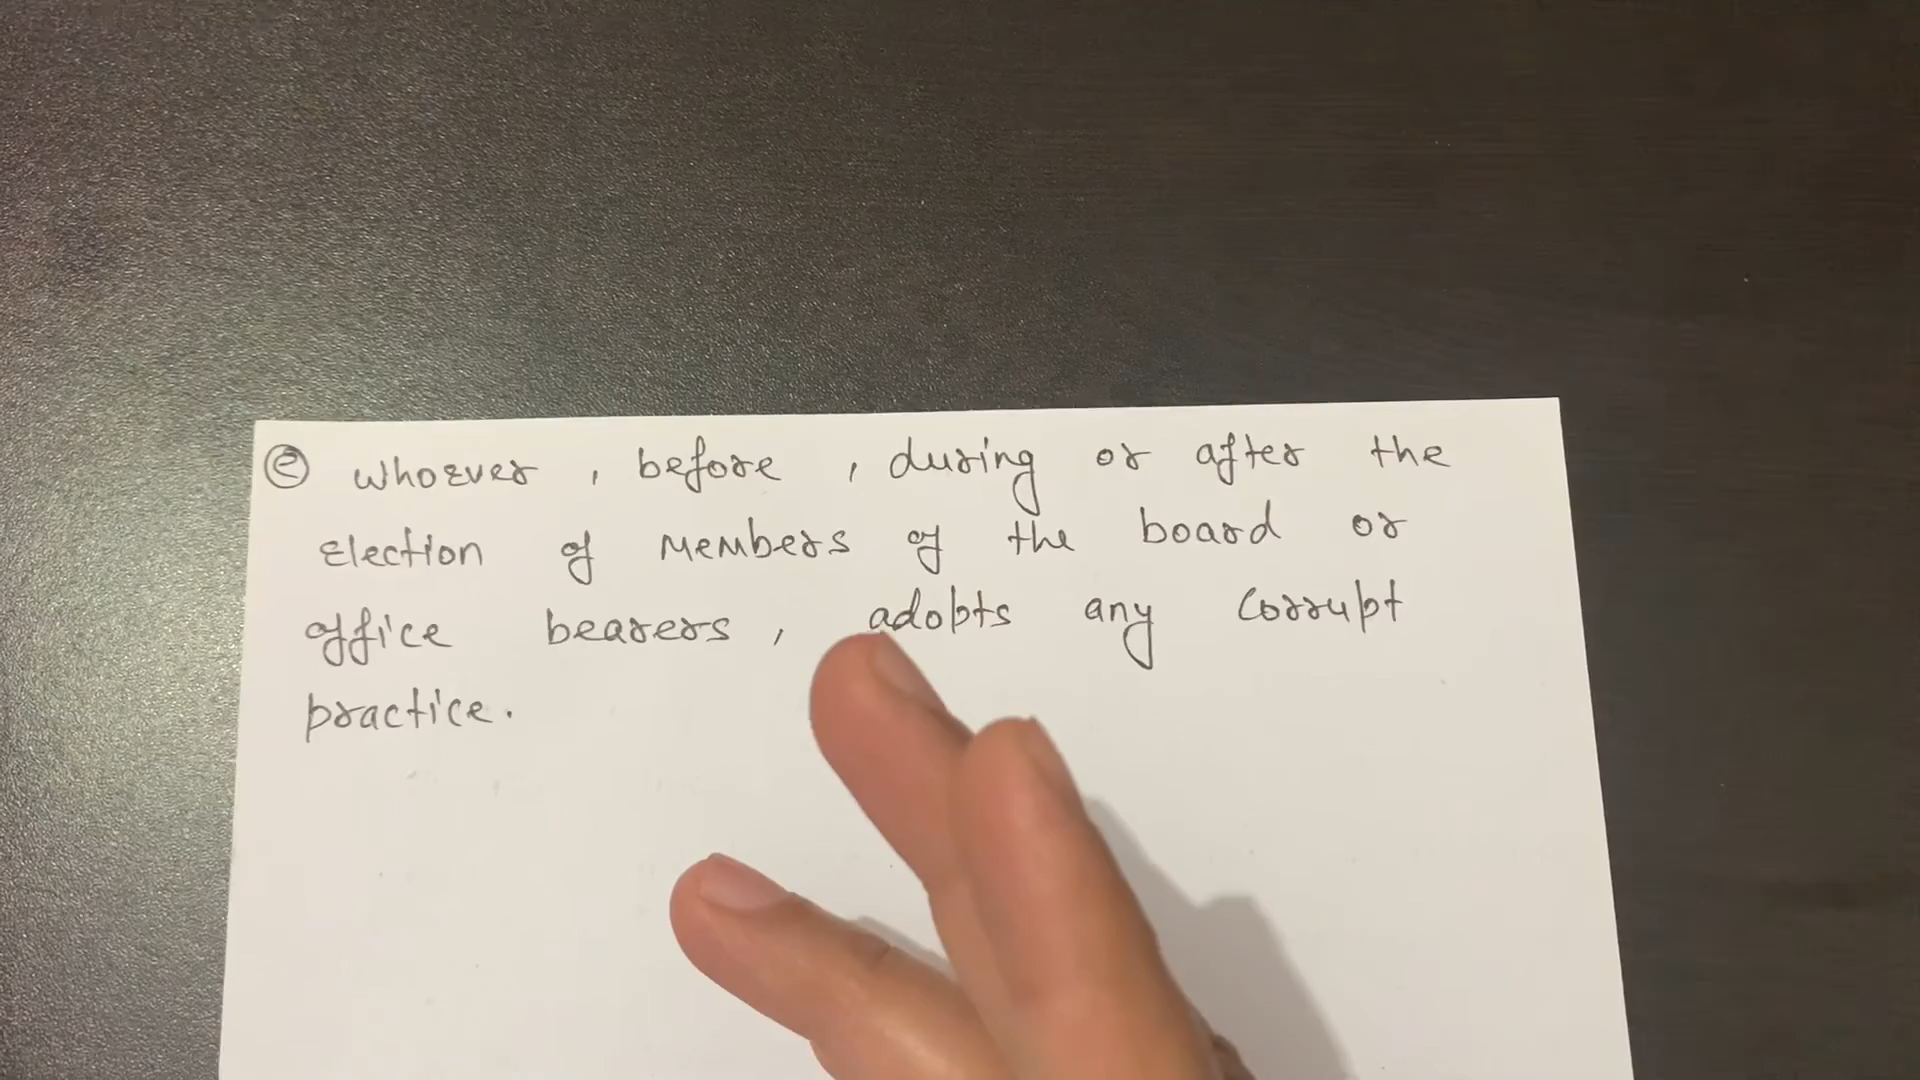 ⓔ whoever , before , during or after the
election of members of the board or
office bearers , adopts any corrupt
practice.